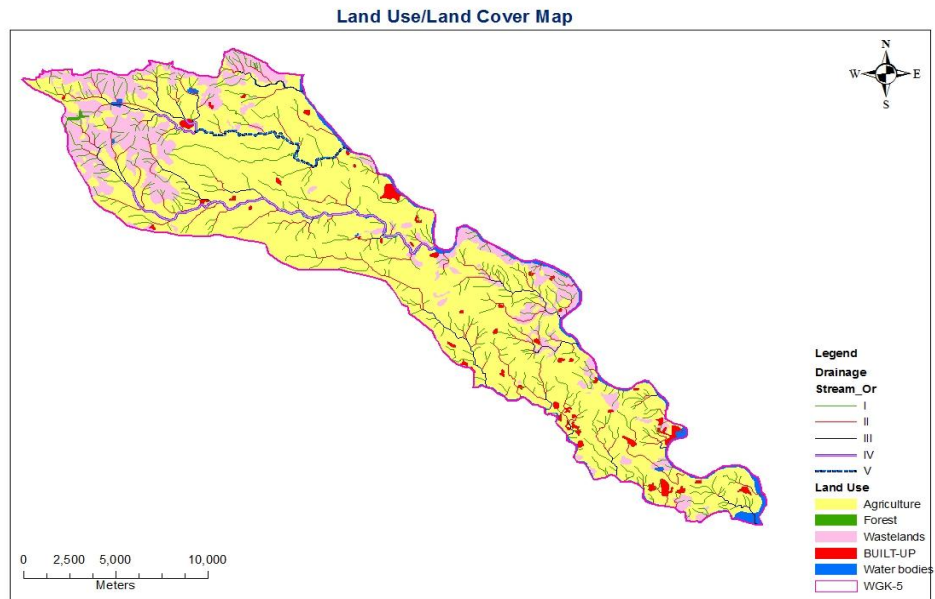 Land Use/Land Cover Map
N
W E
S
Legend
Drainage
Stream_Or
I
II
III
IV
V
Land Use
Agriculture
Forest
Wastelands
BUILT-UP
Water bodies
WGK-5
0 2,500 5,000 10,000
Meters